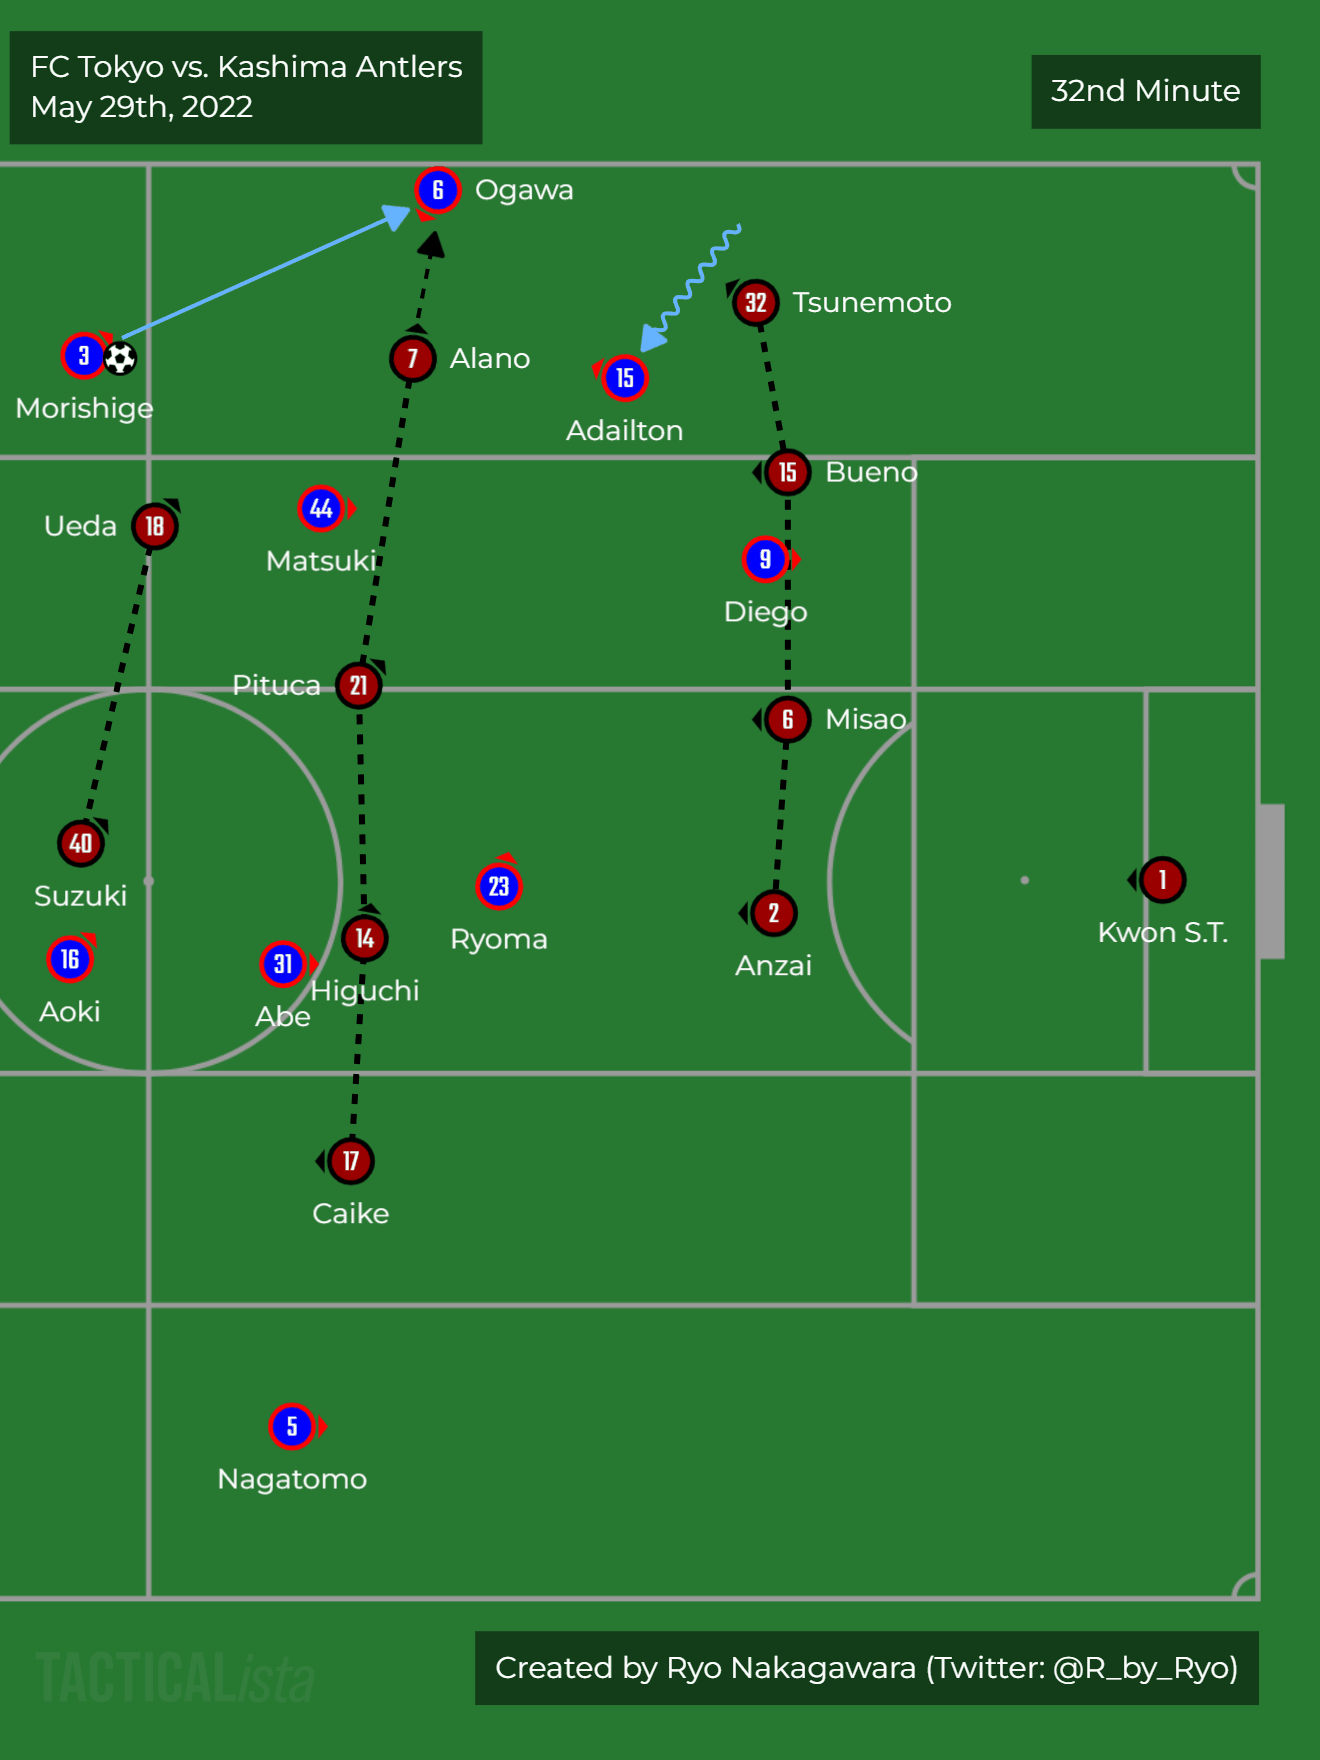 FC Tokyo vs. Kashima Antlers
May 29th, 2022
32nd Minute
6 Ogawa
3
Morishige
7 Alano
32 Tsunemoto
15
Adailton
15 Bueno
Ueda 18
44
Matsuki
9
Diego
Pituca 21
6 Misao
40
Suzuki
23
Ryoma
2
Anzai
1
Kwon S.T.
16
Aoki
31
Abe
14
Higuchi
17
Caike
5
Nagatomo
TACTICALista
Created by Ryo Nakagawara (Twitter: @R_by_Ryo)